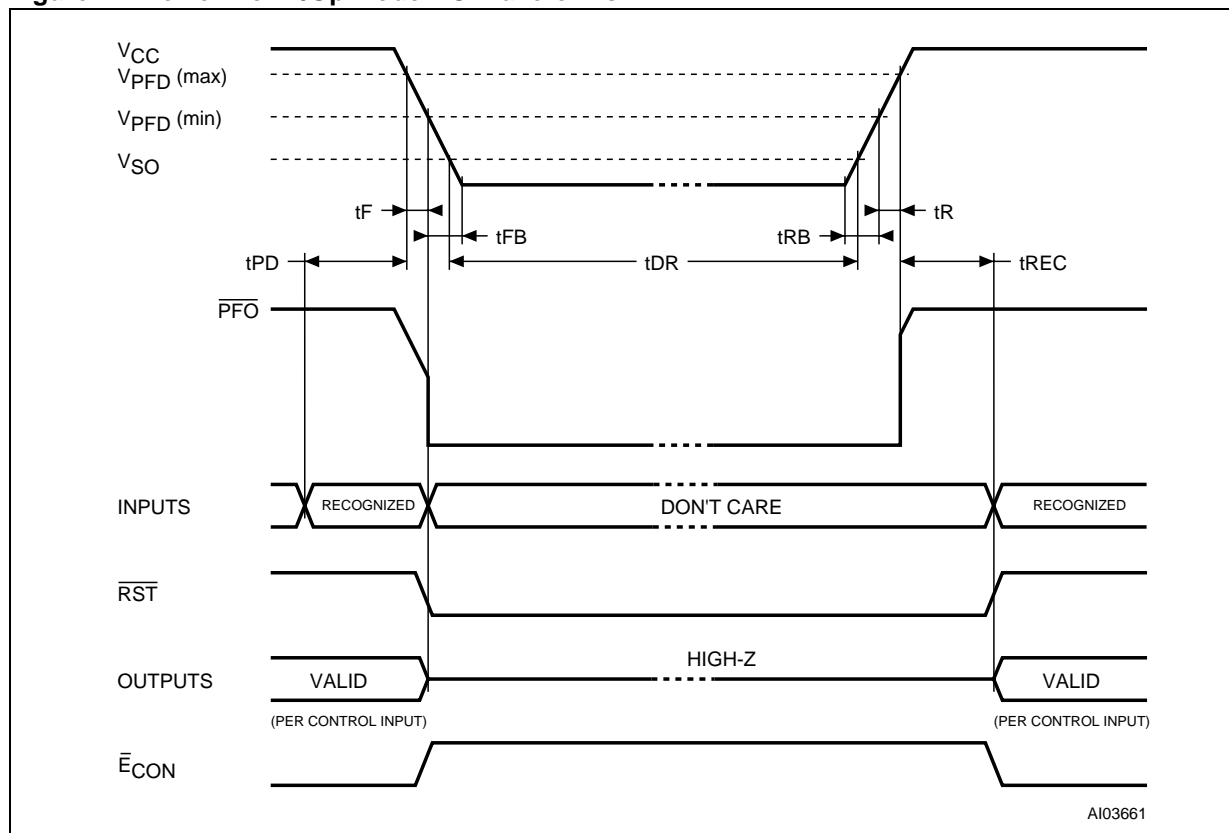 VCC
VPFD (max)
VPFD (min)
VSO
tF
tR
tFB
tRB
tPD
tDR
tREC
PFO
INPUTS
RECOGNIZED
DON'T CARE
RECOGNIZED
RST
HIGH-Z
OUTPUTS
VALID
VALID
(PER CONTROL INPUT)
(PER CONTROL INPUT)
ECON
AI03661